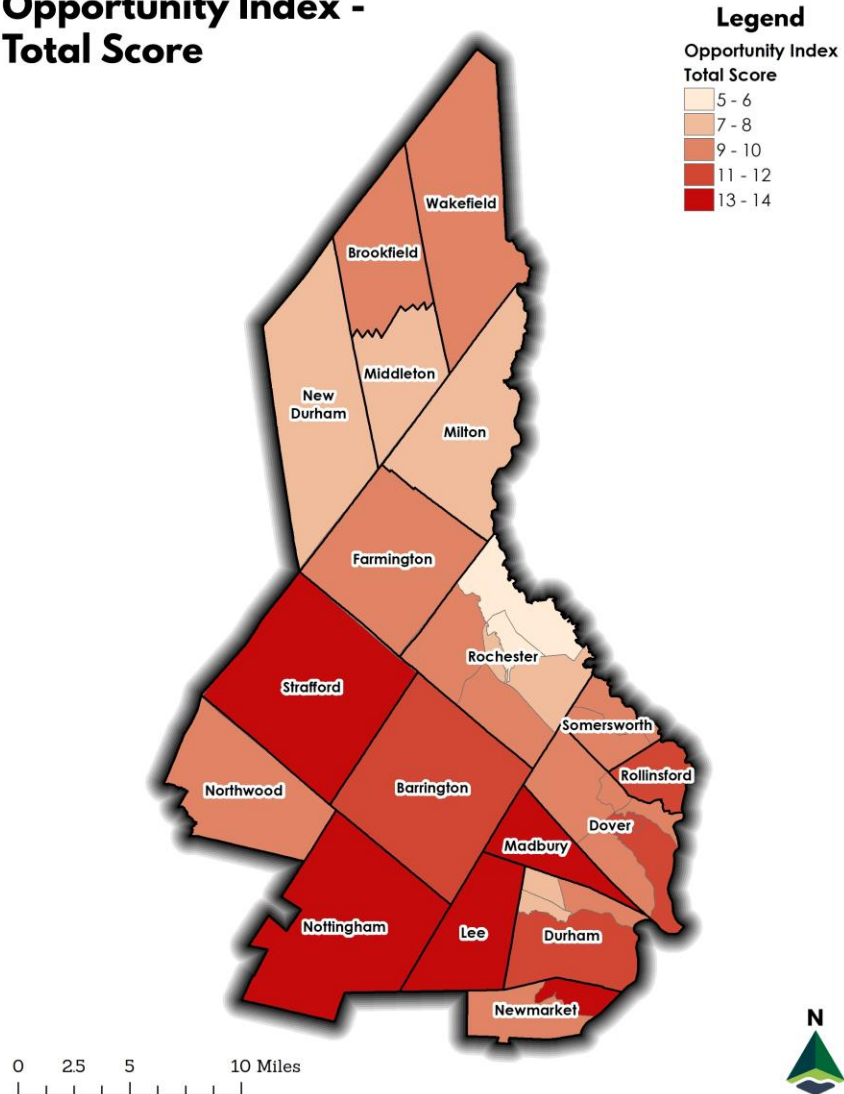 Opportunity Index -
Total Score
Legend
Opportunity Index
Total Score
5 - 6
7 - 8
9 - 10
11 - 12
13 - 14
Wakefield
Brookfield
Middleton
New
Durham
Milton
Farmington
Rochester
Strafford
Somersworth
Rollinsford
Northwood
Barrington
Dover
Madbury
Nottingham
Lee
Durham
Newmarket
N
0 2.5 5 10 Miles